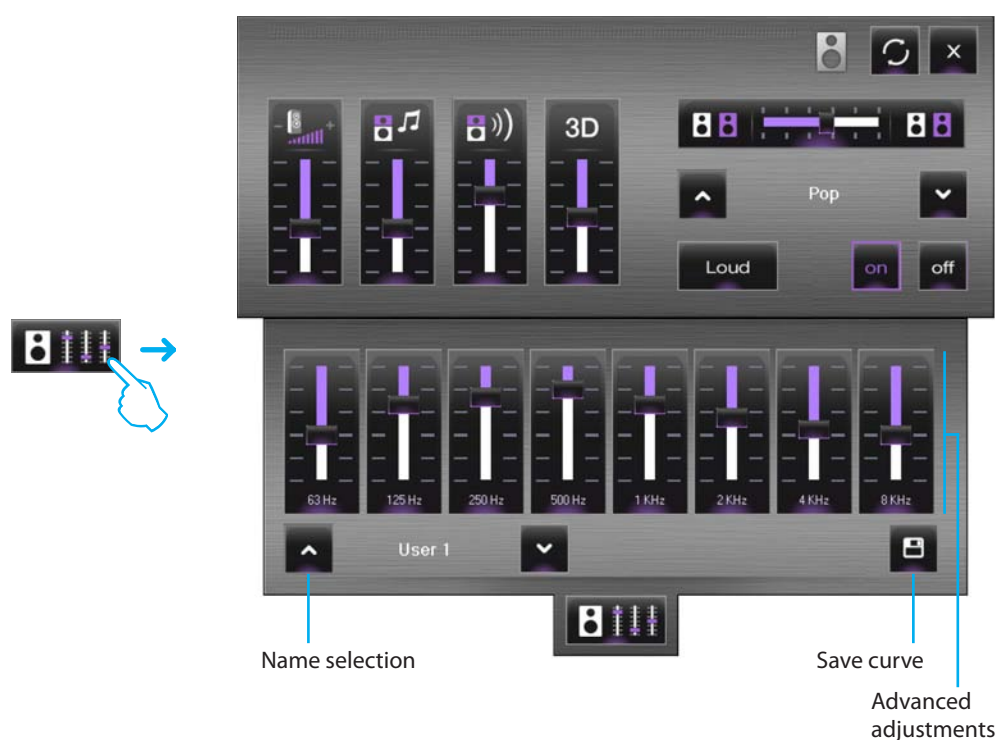 3D
Pop
Loud
on
off
63 Hz
125 Hz
250 Hz
500 Hz
1 KHz
2 KHz
4 KHz
8 KHz
User 1
Name selection
Save curve
Advanced
adjustments